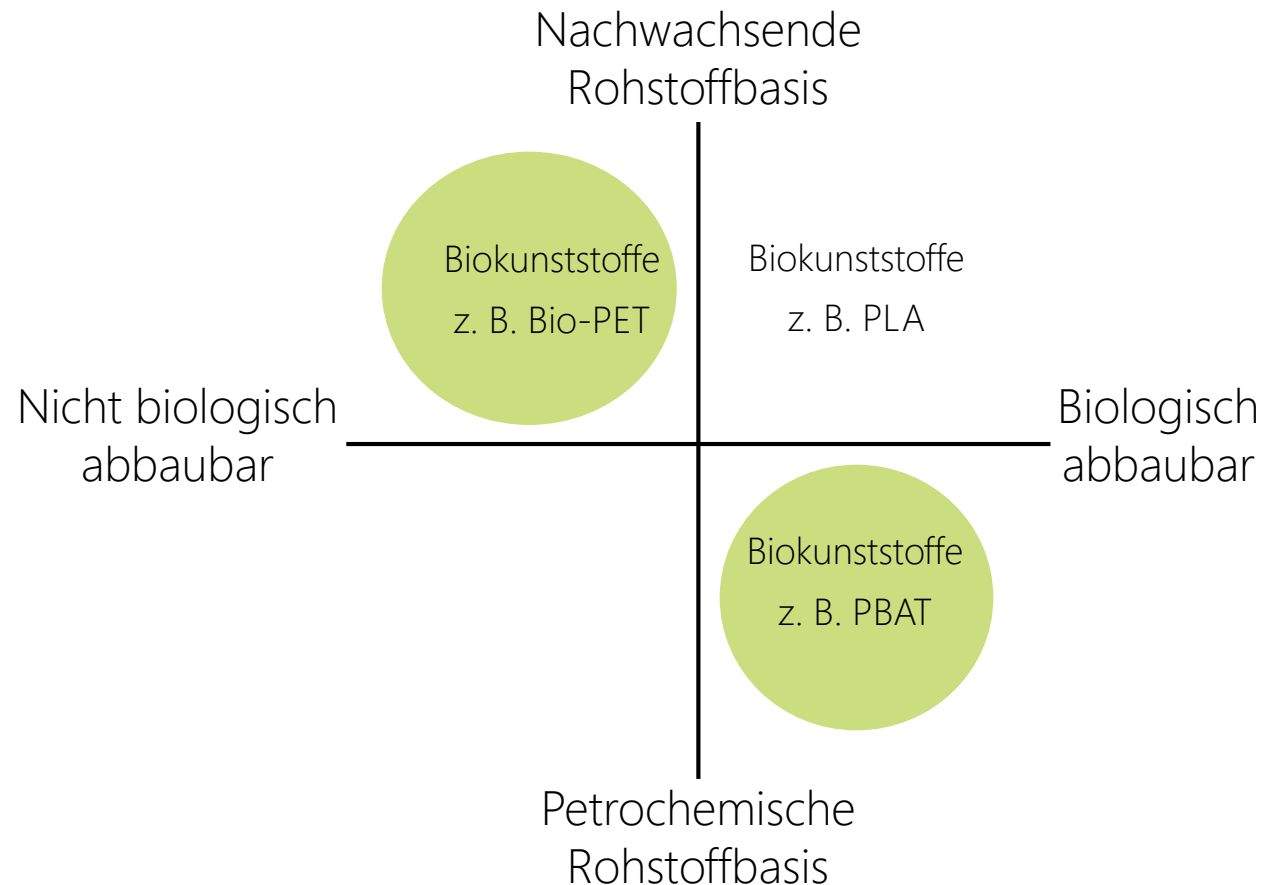 Nachwachsende
Rohstoffbasis
Biokunststoffe
z. B. Bio-PET
Biokunststoffe
z. B. PLA
Nicht biologisch
abbaubar
Biologisch
abbaubar
Biokunststoffe
z. B. PBAT
Petrochemische
Rohstoffbasis